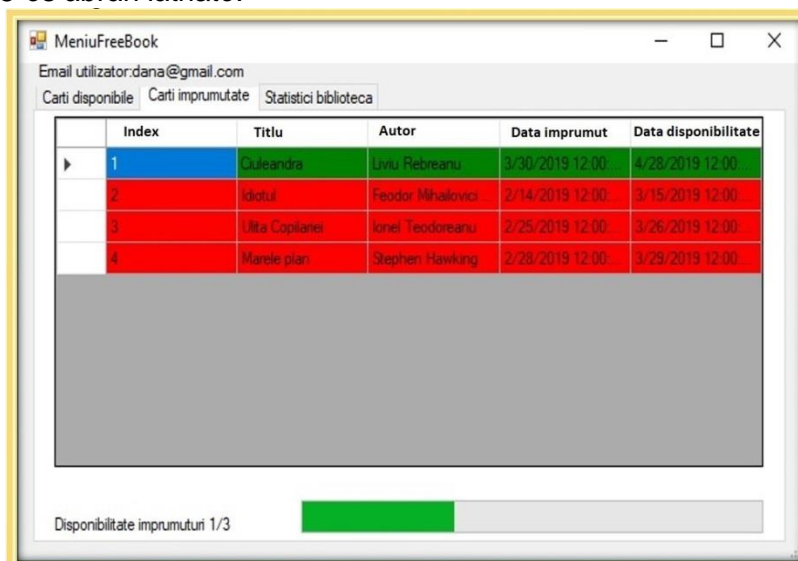 MeniuFreeBook
Email utilizator:dana@gmail.com
Carti disponibile Carti imprumutate Statistici biblioteca
Index Titlu Autor Data imprumut Data disponibilitate
1 Ciuleandra Liviu Rebreanu 3/30/2019 12:00:... 4/28/2019 12:00:...
2 Idiotul Feodor Mihailovici ... 2/14/2019 12:00:... 3/15/2019 12:00:...
3 Ulita Copilariei Ionel Teodoreanu 2/25/2019 12:00:... 3/26/2019 12:00:...
4 Marele plan Stephen Hawking 2/28/2019 12:00:... 3/29/2019 12:00:...
Disponibilitate imprumuturi 1/3